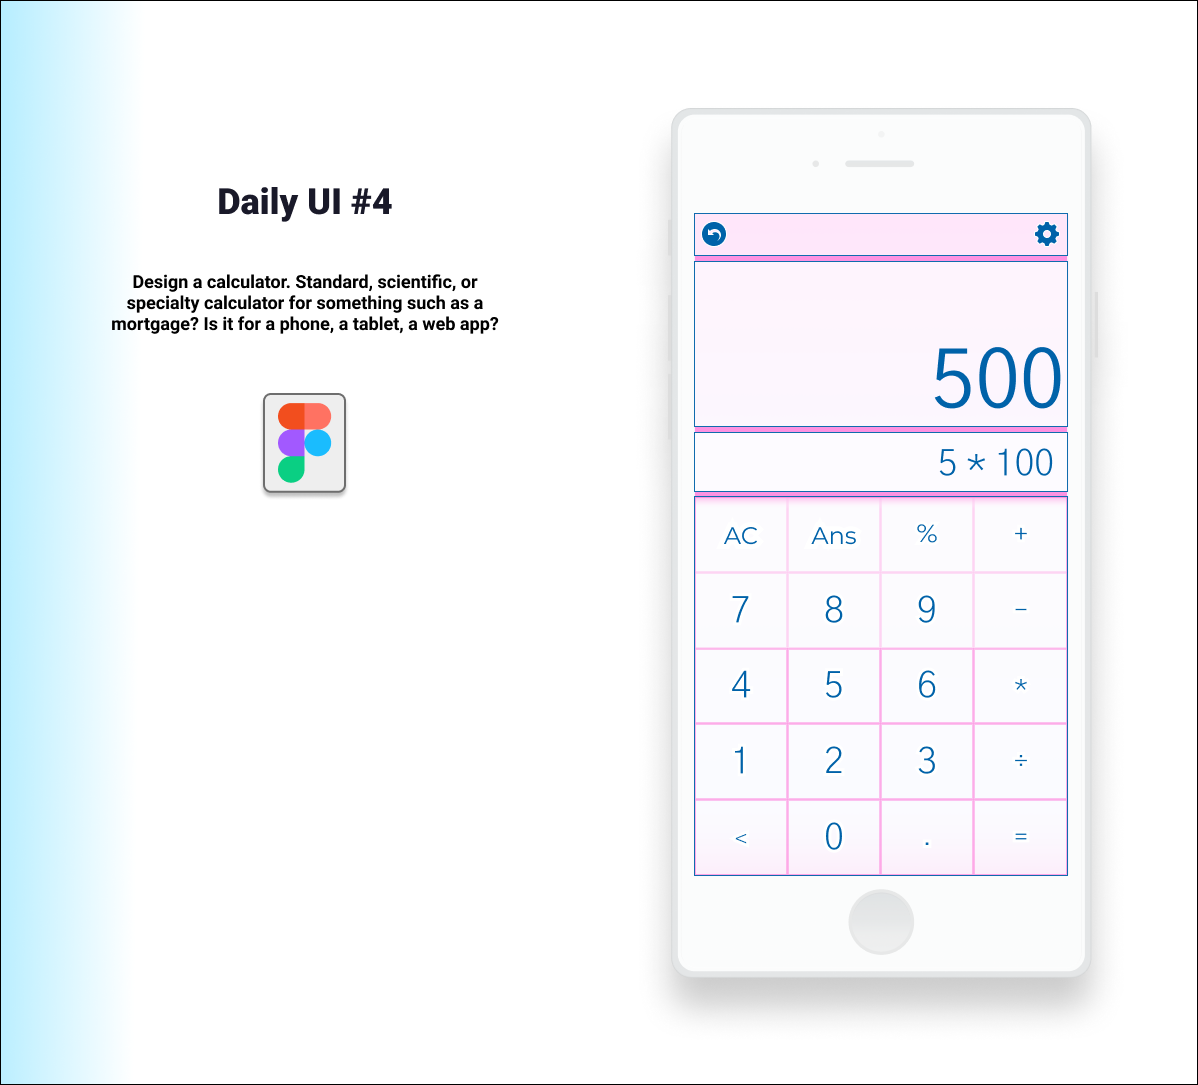 Daily UI #4
Design a calculator. Standard, scientific, or
specialty calculator for something such as a
mortgage? Is it for a phone, a tablet, a web app?
500
5 * 100
AC Ans % +
7 8 9 −
4 5 6 *
1 2 3 ÷
< 0 . =